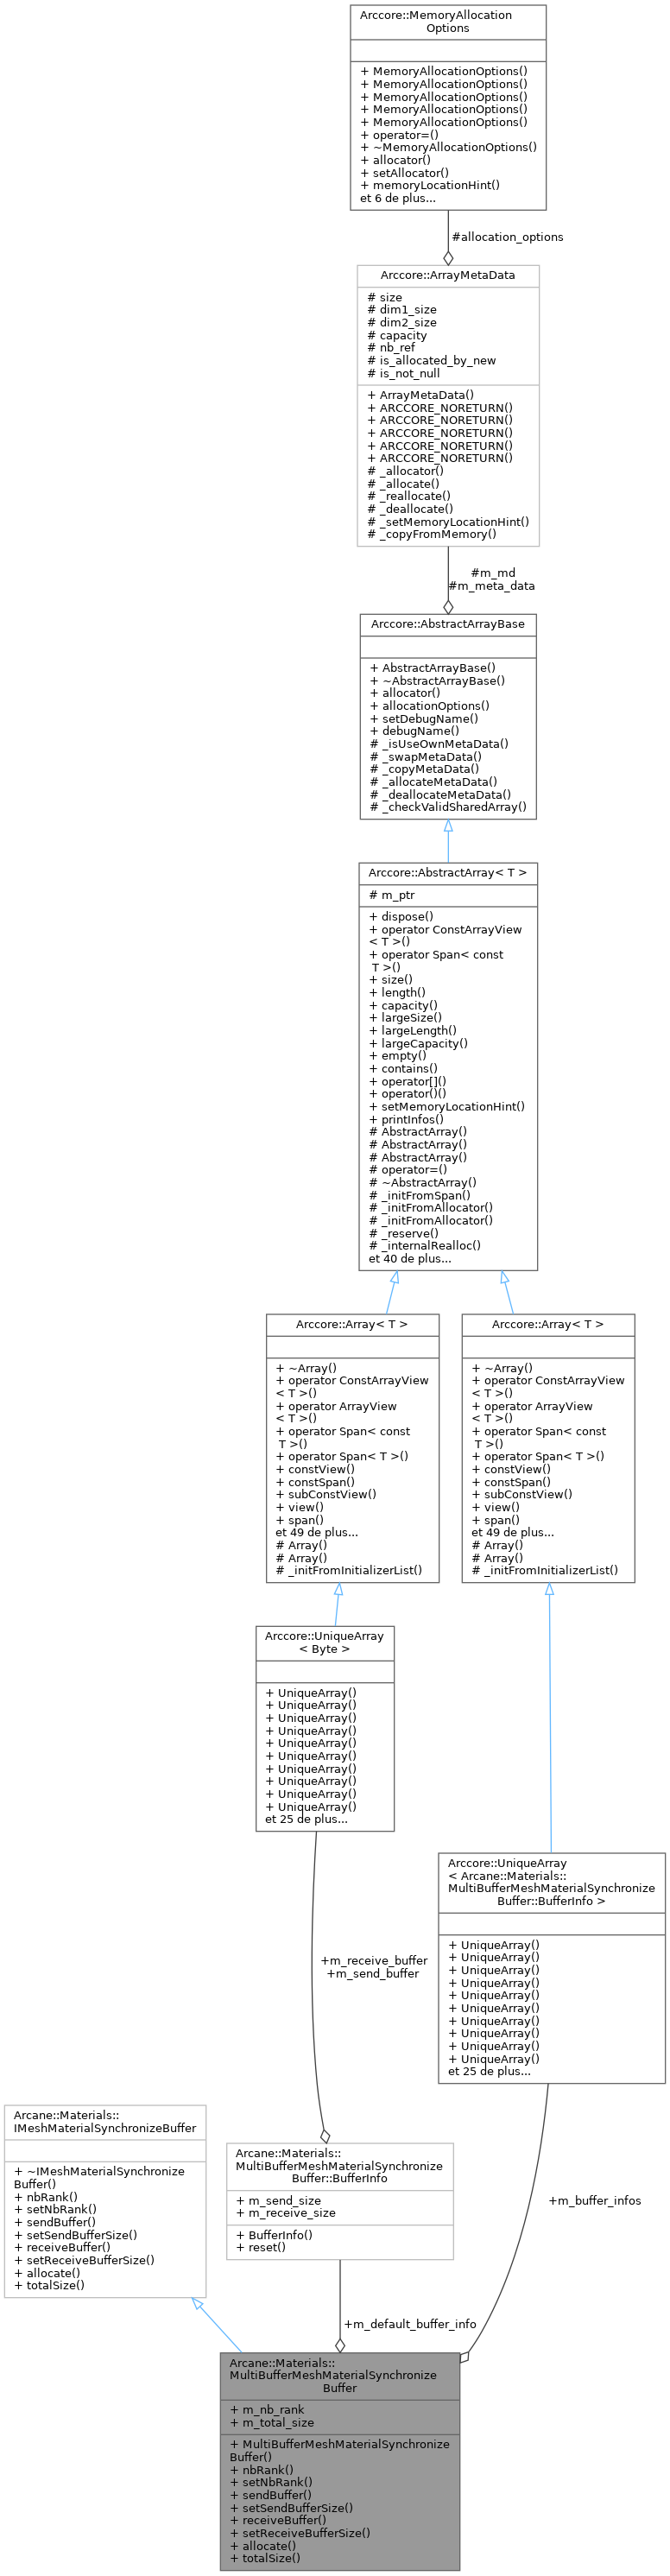 Arccore::MemoryAllocation
Options
+ MemoryAllocationOptions()
+ MemoryAllocationOptions()
+ MemoryAllocationOptions()
+ MemoryAllocationOptions()
+ MemoryAllocationOptions()
+ operator=()
+ ~MemoryAllocationOptions()
+ allocator()
+ setAllocator()
+ memoryLocationHint()
et 6 de plus...
#allocation_options
Arccore::ArrayMetaData
# size
# dim1_size
# dim2_size
# capacity
# nb_ref
# is_allocated_by_new
# is_not_null
+ ArrayMetaData()
+ ARCCORE_NORETURN()
+ ARCCORE_NORETURN()
+ ARCCORE_NORETURN()
+ ARCCORE_NORETURN()
+ ARCCORE_NORETURN()
# _allocator()
# _allocate()
# _reallocate()
# _deallocate()
# _setMemoryLocationHint()
# _copyFromMemory()
#m_md
#m_meta_data
Arccore::AbstractArrayBase
+ AbstractArrayBase()
+ ~AbstractArrayBase()
+ allocator()
+ allocationOptions()
+ setDebugName()
+ debugName()
# _isUseOwnMetaData()
# _swapMetaData()
# _copyMetaData()
# _allocateMetaData()
# _deallocateMetaData()
# _checkValidSharedArray()
Arccore::AbstractArray< T >
# m_ptr
+ dispose()
+ operator ConstArrayView
< T >()
+ operator Span< const
T >()
+ size()
+ length()
+ capacity()
+ largeSize()
+ largeLength()
+ largeCapacity()
+ empty()
+ contains()
+ operator[]()
+ operator()()
+ setMemoryLocationHint()
+ printInfos()
# AbstractArray()
# AbstractArray()
# AbstractArray()
# operator=()
# ~AbstractArray()
# _initFromSpan()
# _initFromAllocator()
# _initFromAllocator()
# _reserve()
# _internalRealloc()
et 40 de plus...
Arccore::Array< T >
+ ~Array()
+ operator ConstArrayView
< T >()
+ operator ArrayView
< T >()
+ operator Span< const
T >()
+ operator Span< T >()
+ constView()
+ constSpan()
+ subConstView()
+ view()
+ span()
et 49 de plus...
# Array()
# Array()
# _initFromInitializerList()
Arccore::Array< T >
+ ~Array()
+ operator ConstArrayView
< T >()
+ operator ArrayView
< T >()
+ operator Span< const
T >()
+ operator Span< T >()
+ constView()
+ constSpan()
+ subConstView()
+ view()
+ span()
et 49 de plus...
# Array()
# Array()
# _initFromInitializerList()
Arccore::UniqueArray
< Byte >
+ UniqueArray()
+ UniqueArray()
+ UniqueArray()
+ UniqueArray()
+ UniqueArray()
+ UniqueArray()
+ UniqueArray()
+ UniqueArray()
+ UniqueArray()
+ UniqueArray()
et 25 de plus...
Arccore::UniqueArray
< Arcane::Materials::
MultiBufferMeshMaterialSynchronize
Buffer::BufferInfo >
+ UniqueArray()
+ UniqueArray()
+ UniqueArray()
+ UniqueArray()
+ UniqueArray()
+ UniqueArray()
+ UniqueArray()
+ UniqueArray()
+ UniqueArray()
+ UniqueArray()
et 25 de plus...
+m_receive_buffer
+m_send_buffer
Arcane::Materials::
IMeshMaterialSynchronizeBuffer
+ ~IMeshMaterialSynchronize
Buffer()
+ nbRank()
+ setNbRank()
+ sendBuffer()
+ setSendBufferSize()
+ receiveBuffer()
+ setReceiveBufferSize()
+ allocate()
+ totalSize()
Arcane::Materials::
MultiBufferMeshMaterialSynchronize
Buffer::BufferInfo
+ m_send_size
+ m_receive_size
+ BufferInfo()
+ reset()
+m_buffer_infos
+m_default_buffer_info
Arcane::Materials::
MultiBufferMeshMaterialSynchronize
Buffer
+ m_nb_rank
+ m_total_size
+ MultiBufferMeshMaterialSynchronize
Buffer()
+ nbRank()
+ setNbRank()
+ sendBuffer()
+ setSendBufferSize()
+ receiveBuffer()
+ setReceiveBufferSize()
+ allocate()
+ totalSize()